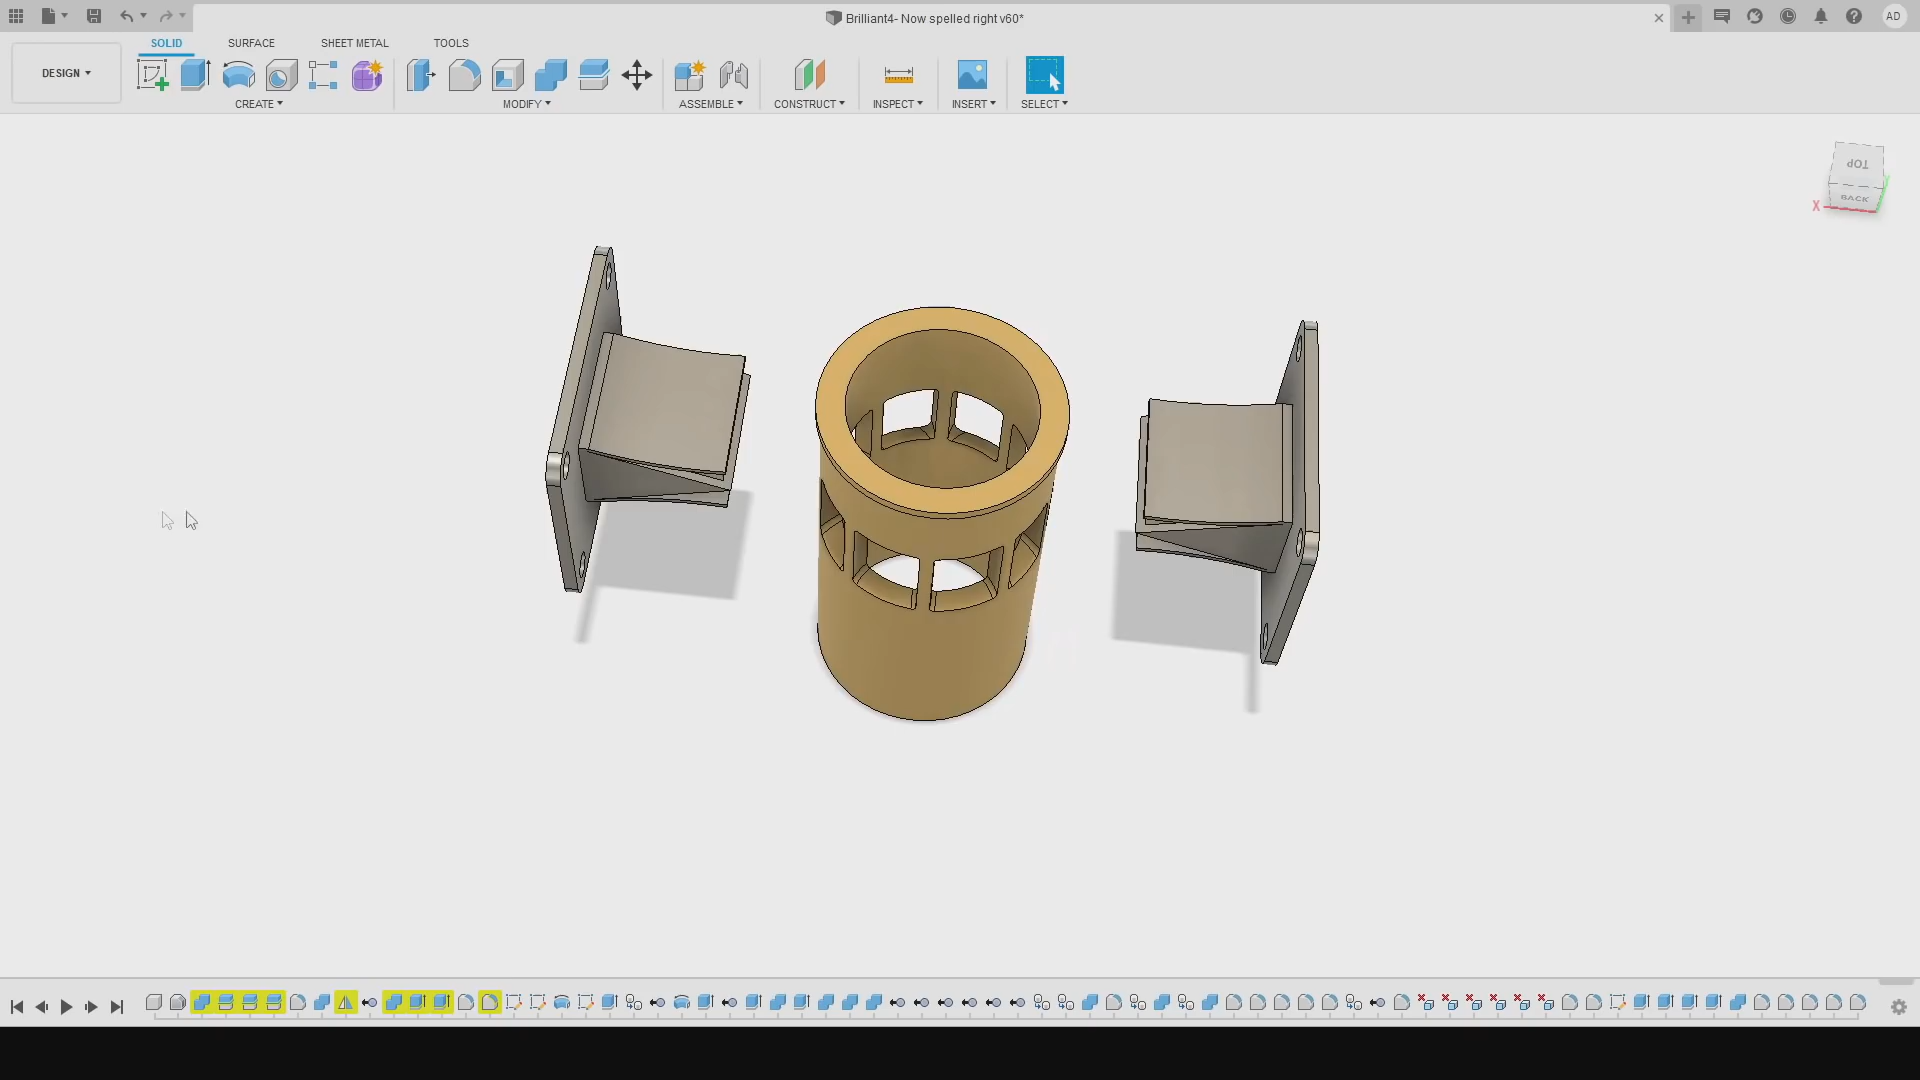 Brilliant4- Now spelled right v60*
AD
SOLID
SURFACE
SHEET METAL
TOOLS
DESIGN
CREATE
MODIFY
ASSEMBLE
CONSTRUCT
INSPECT
INSERT
SELECT
TOP
BACK
X